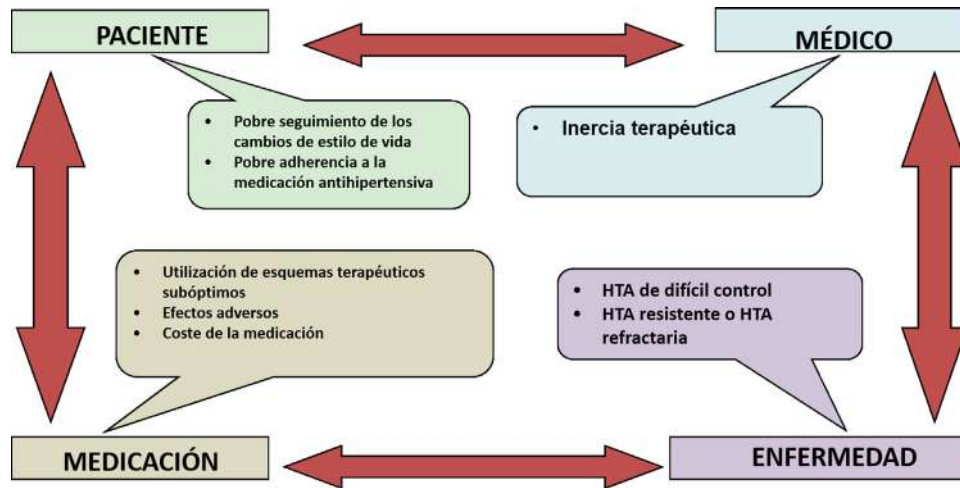 PACIENTE
MÉDICO
• Pobre seguimiento de los
cambios de estilo de vida
• Pobre adherencia a la
medicación antihipertensiva
• Inercia terapéutica
• Utilización de esquemas terapéuticos
subóptimos
• Efectos adversos
• Coste de la medicación
• HTA de difícil control
• HTA resistente o HTA
refractaria
MEDICACIÓN
ENFERMEDAD